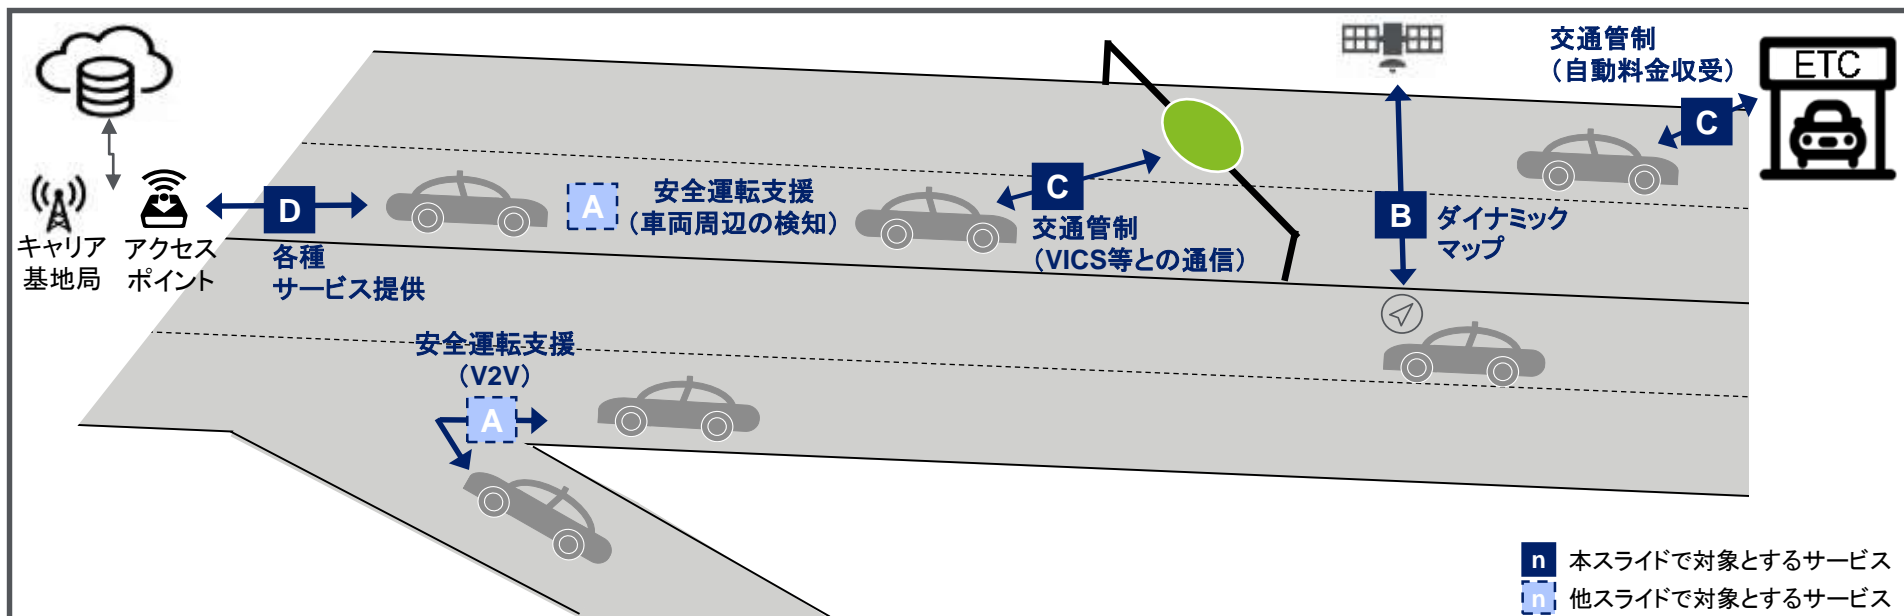 交通管制
（自動料金収受）
ETC
C
キャリア
基地局
アクセス
ポイント
D
各種
サービス提供
A
安全運転支援
（車両周辺の検知）
C
交通管制
（VICS等との通信）
B
ダイナミック
マップ
安全運転支援
（V2V）
A
n 本スライドで対象とするサービス
n 他スライドで対象とするサービス